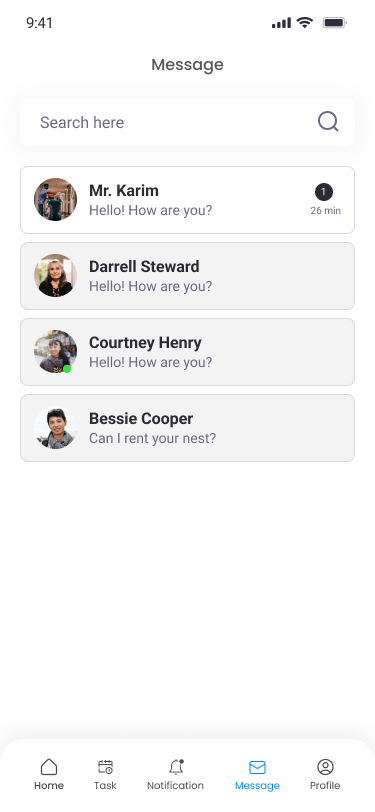 9:41
Message
Search here
Mr. Karim
1
Hello! How are you?
26 min
Darrell Steward
Hello! How are you?
Courtney Henry
Hello! How are you?
Bessie Cooper
Can I rent your nest?
Home
Task
Notification
Message
Profile